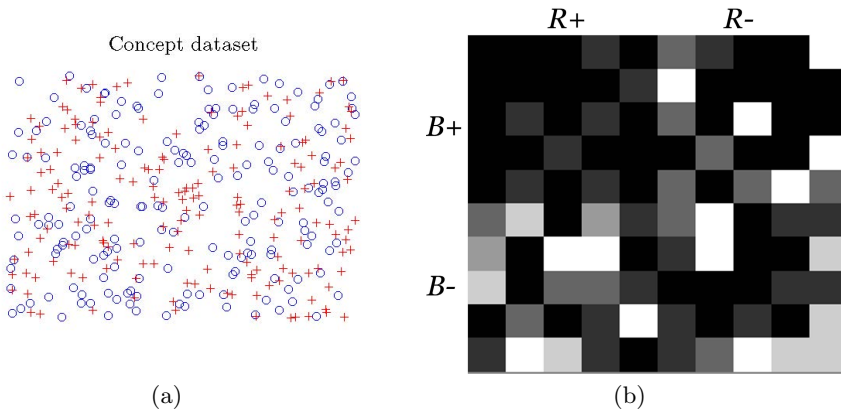 Concept dataset
R+ R-
B+
B-
(a) (b)